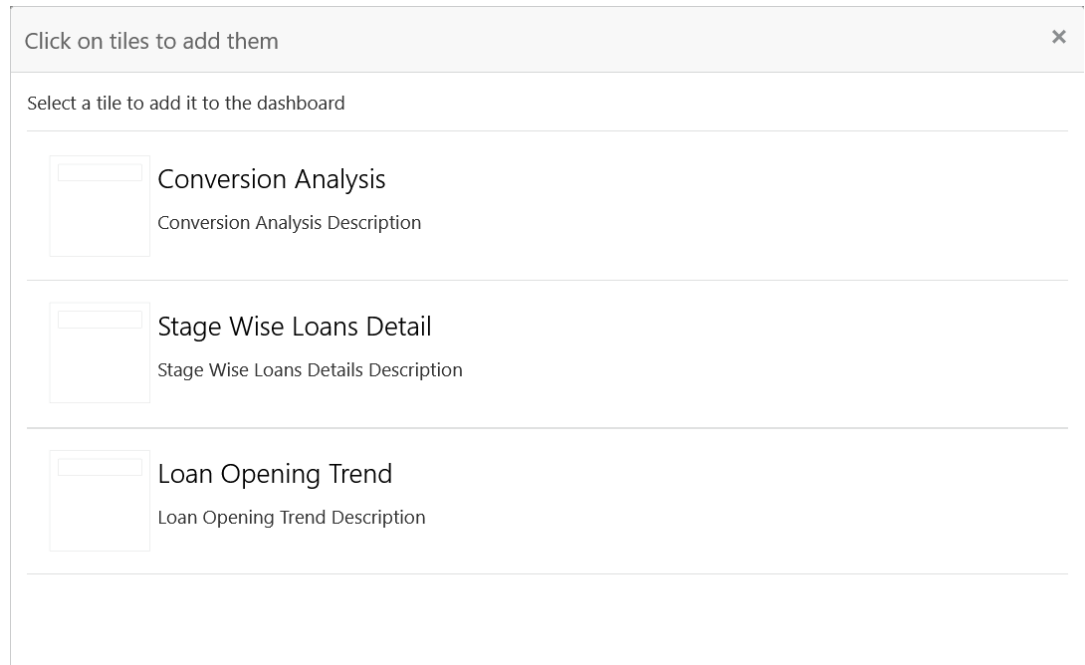 Click on tiles to add them
Select a tile to add it to the dashboard
Conversion Analysis
Conversion Analysis Description
Stage Wise Loans Detail
Stage Wise Loans Details Description
Loan Opening Trend
Loan Opening Trend Description